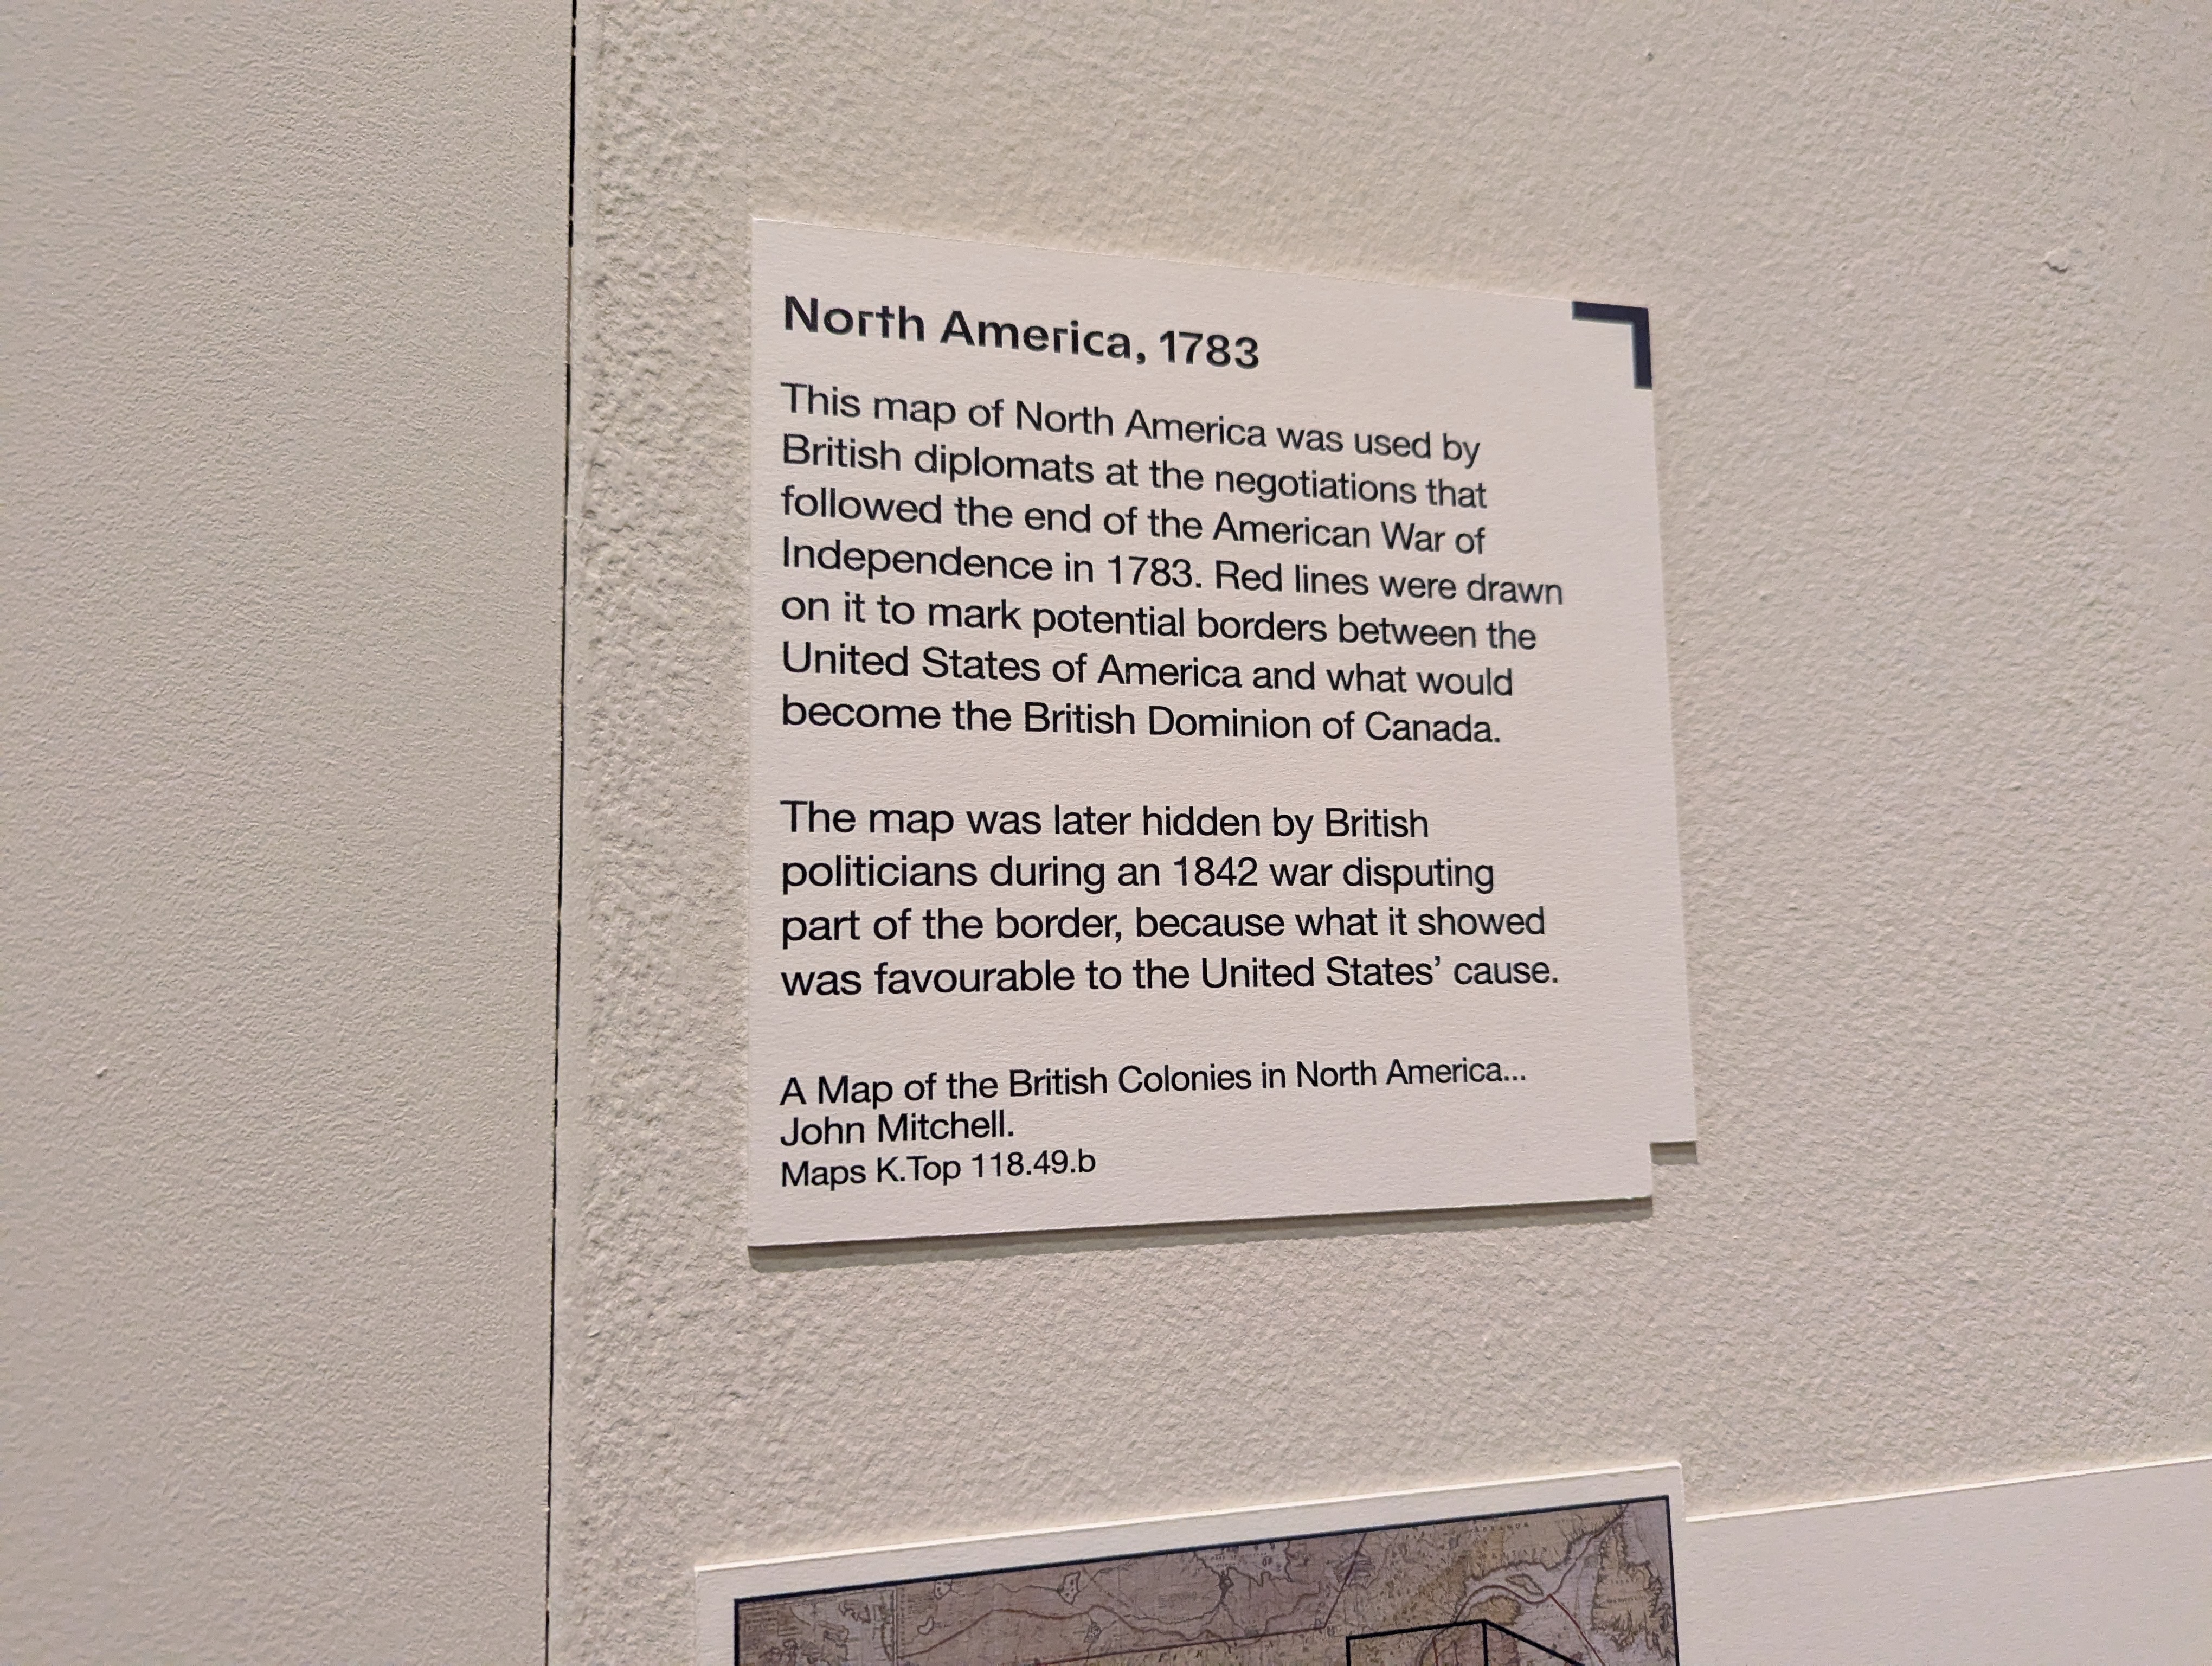 North America, 1783
This map of North America was used by
British diplomats at the negotiations that
followed the end of the American War of
Independence in 1783. Red lines were drawn
on it to mark potential borders between the
United States of America and what would
become the British Dominion of Canada.
The map was later hidden by British
politicians during an 1842 war disputing
part of the border, because what it showed
was favourable to the United States’ cause.
A Map of the British Colonies in North America...
John Mitchell.
Maps K.Top 118.49.b